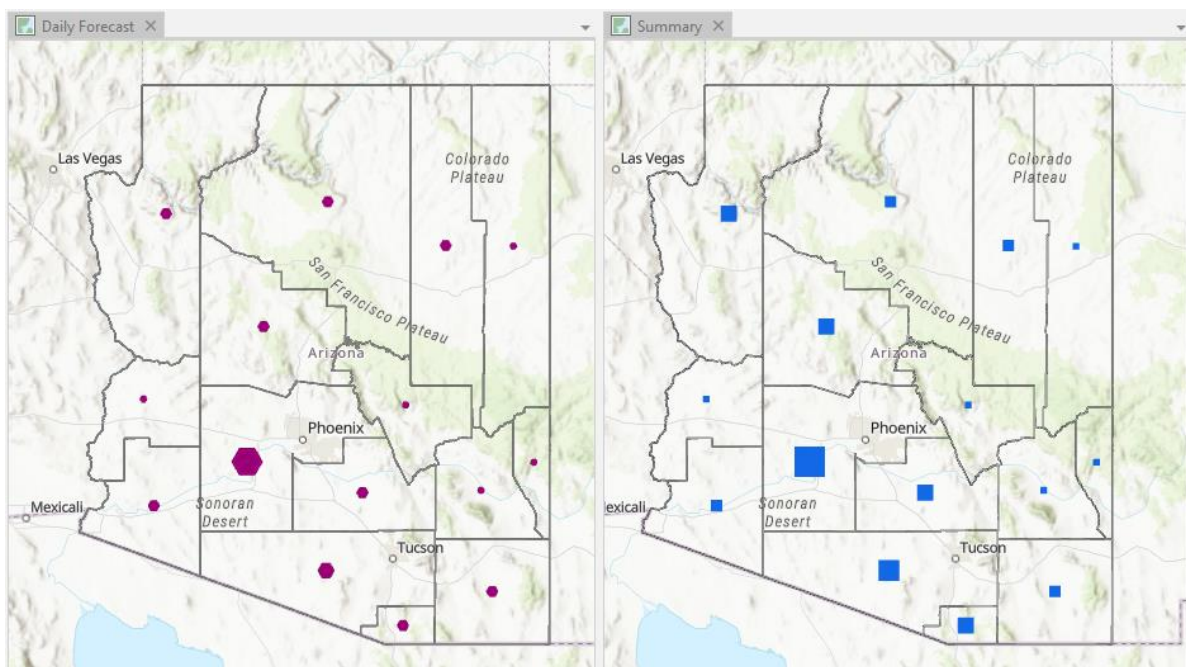 Daily Forecast
Las Vegas
Colorado
Plateau
San Francisco Plateau
Arizona
Phoenix
Mexicali
Sonoran
Desert
Tucson
Summary
Las Vegas
Colorado
Plateau
San Francisco Plateau
Arizona
Phoenix
exicali
Sonoran
Desert
Tucson